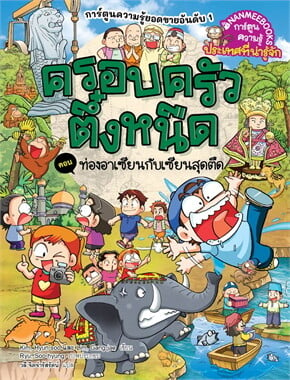 การ์ตูนความรู้ยอดขายอันดับ 1
NANMEEBOOKS
การ์ตูน
ความรู้
ประเทศที่น่ารู้จัก
ครอบครัว
ตึ๋งหนืด
ตอน ท่องอาเซียนกับเซียนสุดตืด
Ryu, Soo-hyung